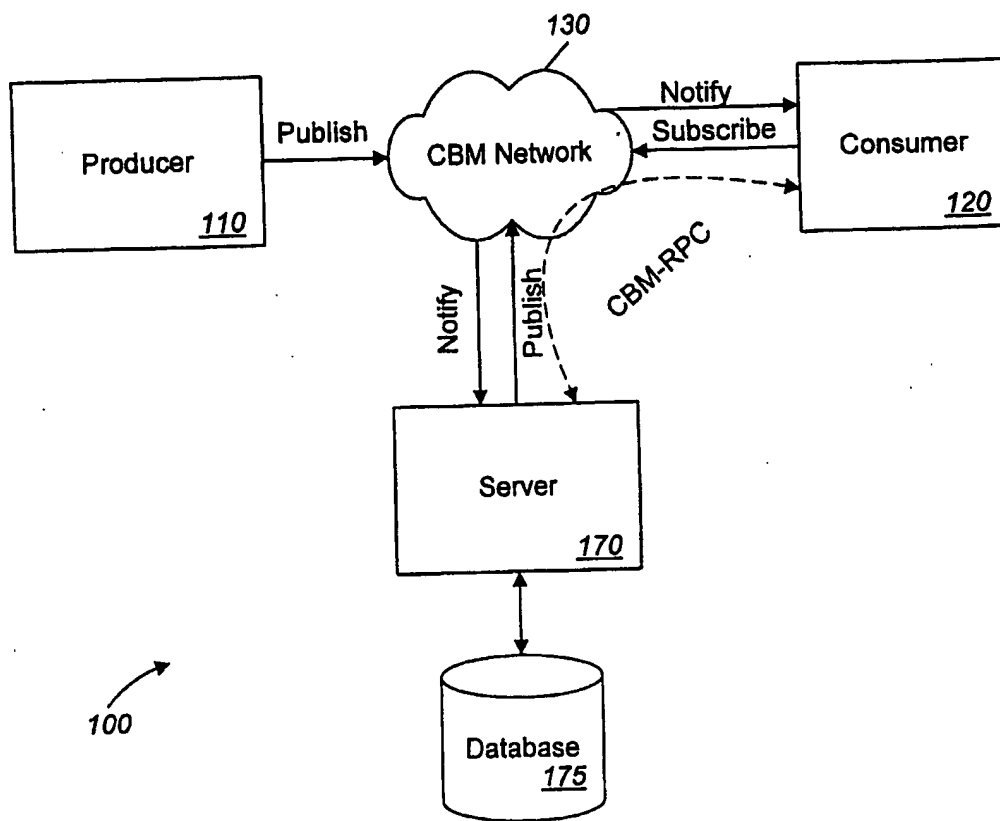 130
Producer
110
Publish
CBM Network
Notify
Subscribe
Consumer
120
CBM-RPC
Notify
Publish
Server
170
Database
175
100